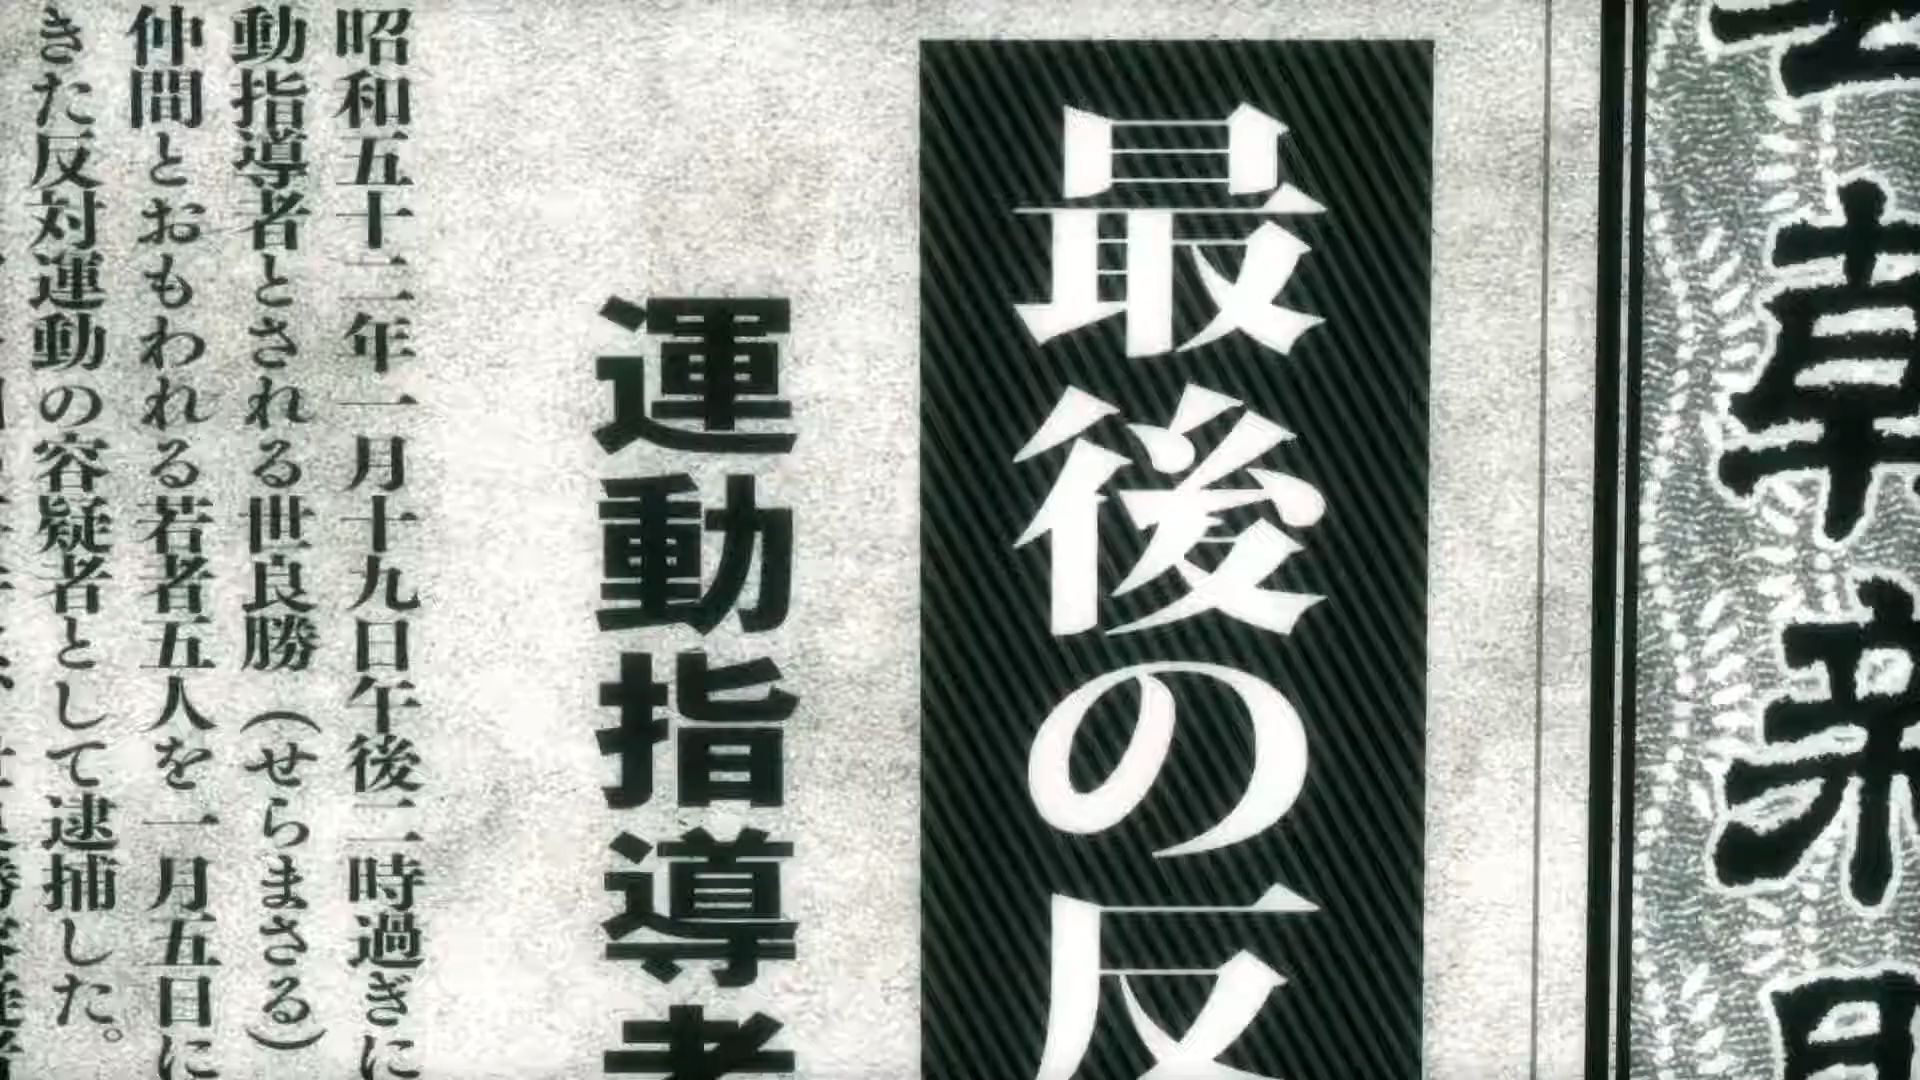 来
最後の反
運動指導者
昭和五十二年一月十九日午後二時過ぎに
動指導者とされる世良勝（せらまさる）
仲間とおもわれる若者五人を一月五日に
きた反対運動の容疑者として逮捕した。